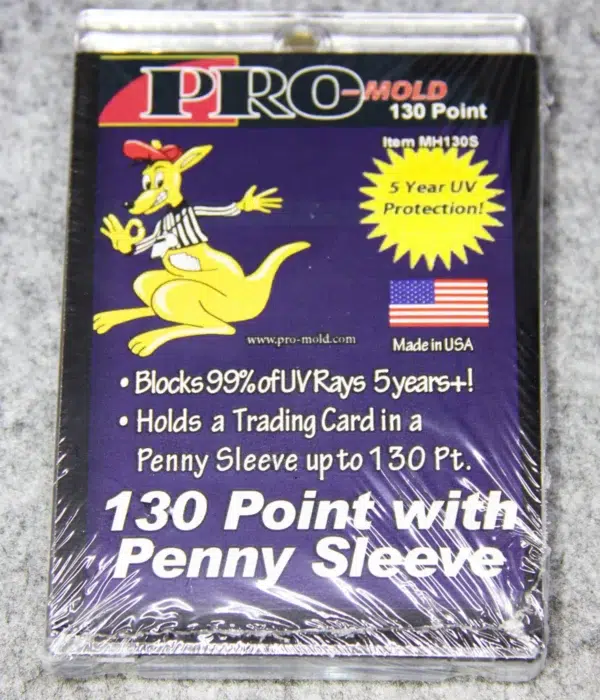 PRO-MOLD
130 Point
Item MH130S
5 Year UV
Protection!
www.pro-mold.com
Made in USA
• Blocks 99% of UV Rays 5 years+!
• Holds a Trading Card in a
Penny Sleeve up to 130 Pt.
130 Point with
Penny Sleeve